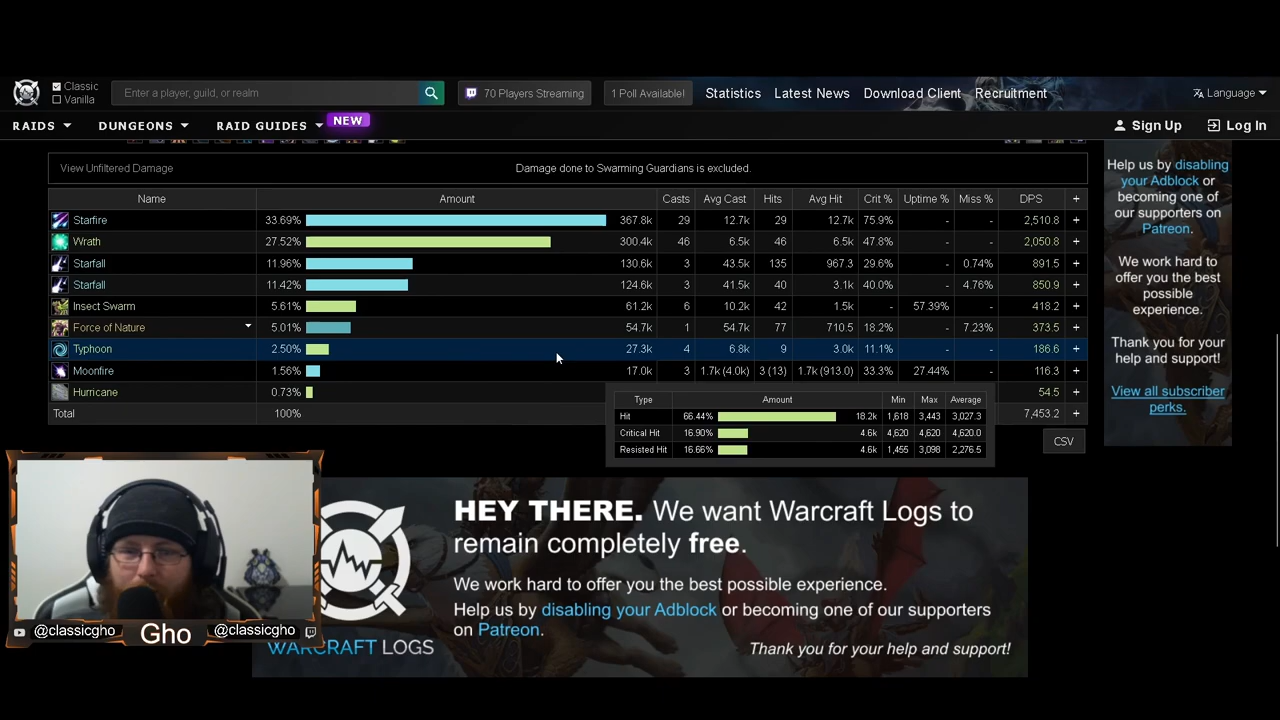 Classic
Vanilla
Enter a player, guild, or realm
70 Players Streaming
1 Poll Available!
Statistics
Latest News
Download Client
Recruitment
Language
RAIDS
DUNGEONS
RAID GUIDES
NEW
Sign Up
Log In
View Unfiltered Damage
Damage done to Swarming Guardians is excluded.
Name Amount Casts Avg Cast Hits Avg Hit Crit % Uptime % Miss % DPS +
Starfire 33.69% 367.8k 29 12.7k 29 12.7k 75.9% - - 2,510.8 +
Wrath 27.52% 300.4k 46 6.5k 46 6.5k 47.8% - - 2,050.8 +
Starfall 11.96% 130.6k 3 43.5k 135 967.3 29.6% - 0.74% 891.5 +
Starfall 11.42% 124.6k 3 41.5k 40 3.1k 40.0% - 4.76% 850.9 +
Insect Swarm 5.61% 61.2k 6 10.2k 42 1.5k - 57.39% - 418.2 +
Force of Nature 5.01% 54.7k 1 54.7k 77 710.5 18.2% - 7.23% 373.5 +
Typhoon 2.50% 27.3k 4 6.8k 9 3.0k 11.1% - - 186.6 +
Moonfire 1.56% 17.0k 3 1.7k (4.0k) 3 (13) 1.7k (913.0) 33.3% 27.44% - 116.3 +
Hurricane 0.73% 54.5 +
Total 100% 7,453.2 +
Type Amount Min Max Average
Hit 66.44% 18.2k 1,618 3,443 3,027.3
Critical Hit 16.90% 4.6k 4,620 4,620 4,620.0
Resisted Hit 16.66% 4.6k 1,455 3,098 2,276.5
CSV
Help us by disabling
your Adblock or
becoming one of
our supporters on
Patreon.
We work hard to
offer you the best
possible
experience.
Thank you for your
help and support!
View all subscriber
perks.
HEY THERE. We want Warcraft Logs to
remain completely free.
We work hard to offer you the best possible experience.
Help us by disabling your Adblock or becoming one of our supporters
on Patreon.
Thank you for your help and support!
WARCRAFT LOGS
@classicgho
Gho
@classicgho